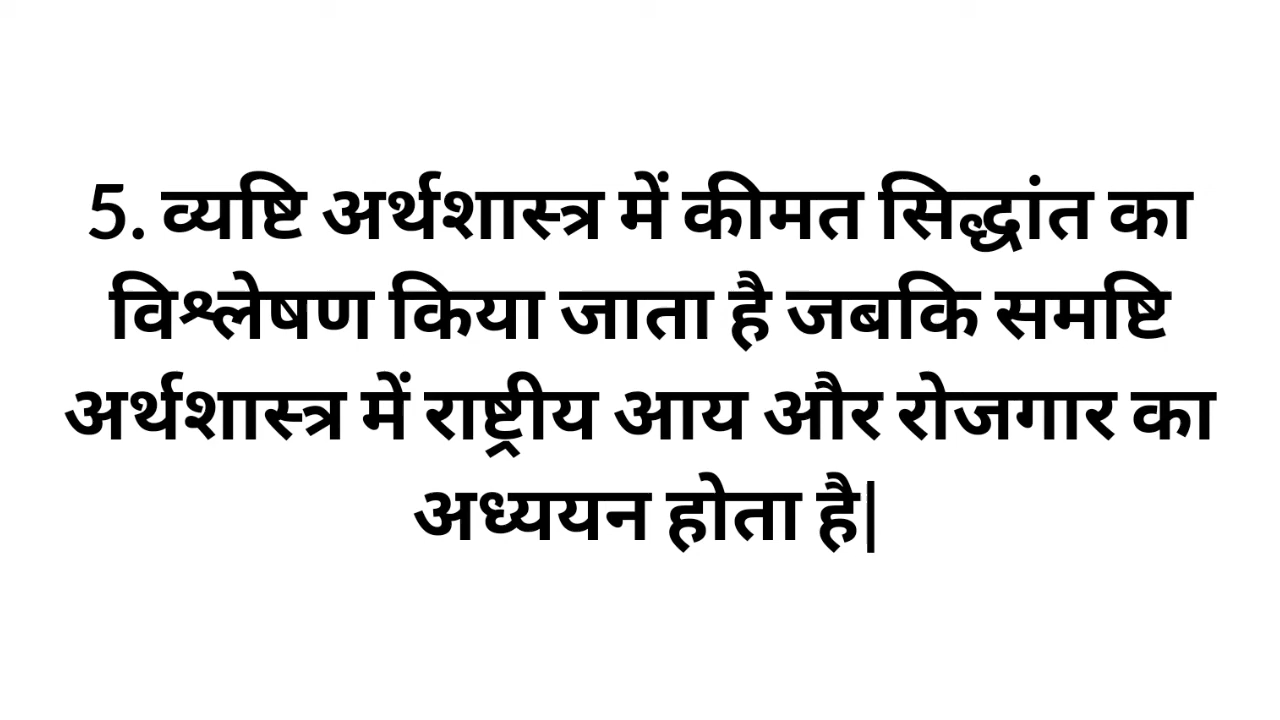 5. व्यष्टि अर्थशास्त्र में कीमत सिद्धांत का
विश्लेषण किया जाता है जबकि समष्टि
अर्थशास्त्र में राष्ट्रीय आय और रोजगार का
अध्ययन होता है|